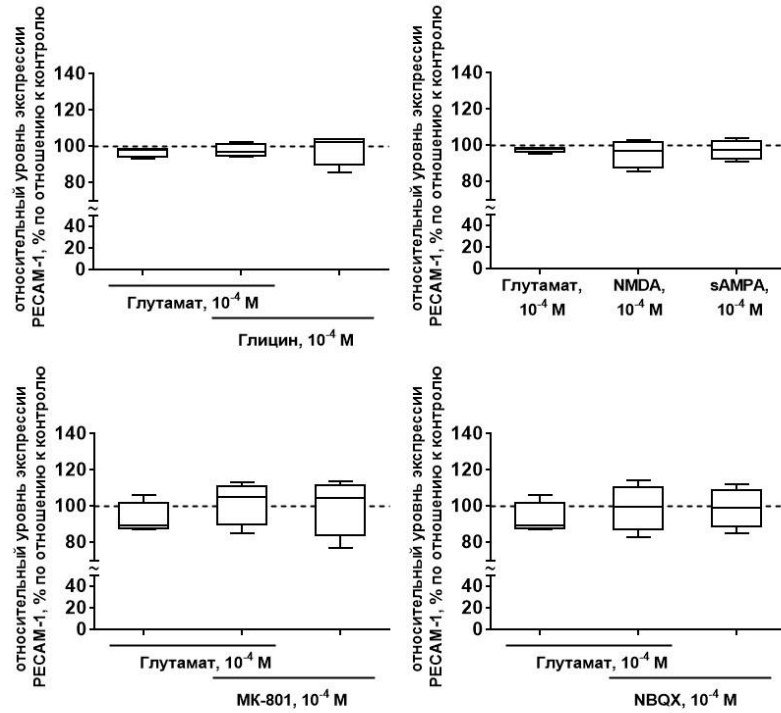 относительный уровнь экспрессии
PECAM-1, % по отношению к контролю
140
120
100
80
≈
40
20
0
Глутамат, 10⁻⁴ М
Глицин, 10⁻⁴ М
относительный уровнь экспрессии
PECAM-1, % по отношению к контролю
140
120
100
80
≈
40
20
0
Глутамат, NMDA, sAMPA,
10⁻⁴ М 10⁻⁴ М 10⁻⁴ М
относительный уровнь экспрессии
PECAM-1, % по отношению к контролю
140
120
100
80
≈
40
20
0
Глутамат, 10⁻⁴ М
МК-801, 10⁻⁴ М
относительный уровнь экспрессии
PECAM-1, % по отношению к контролю
140
120
100
80
≈
40
20
0
Глутамат, 10⁻⁴ М
NBQX, 10⁻⁴ М